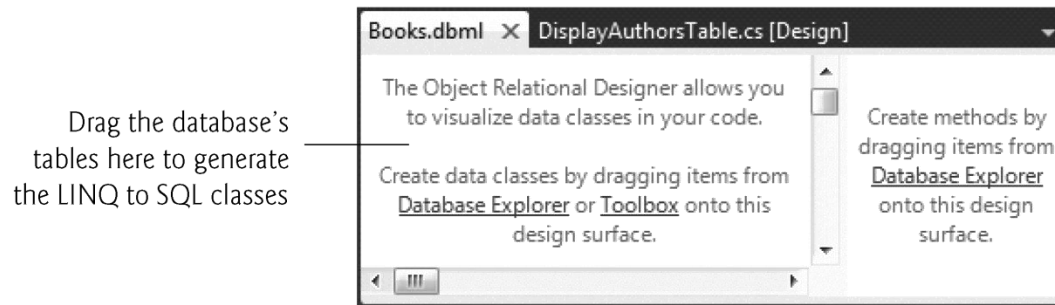 Books.dbml DisplayAuthorsTable.cs [Design]
Drag the database's
tables here to generate
the LINQ to SQL classes
The Object Relational Designer allows you
to visualize data classes in your code.
Create data classes by dragging items from
Database Explorer or Toolbox onto this
design surface.
Create methods by
dragging items from
Database Explorer
onto this design
surface.